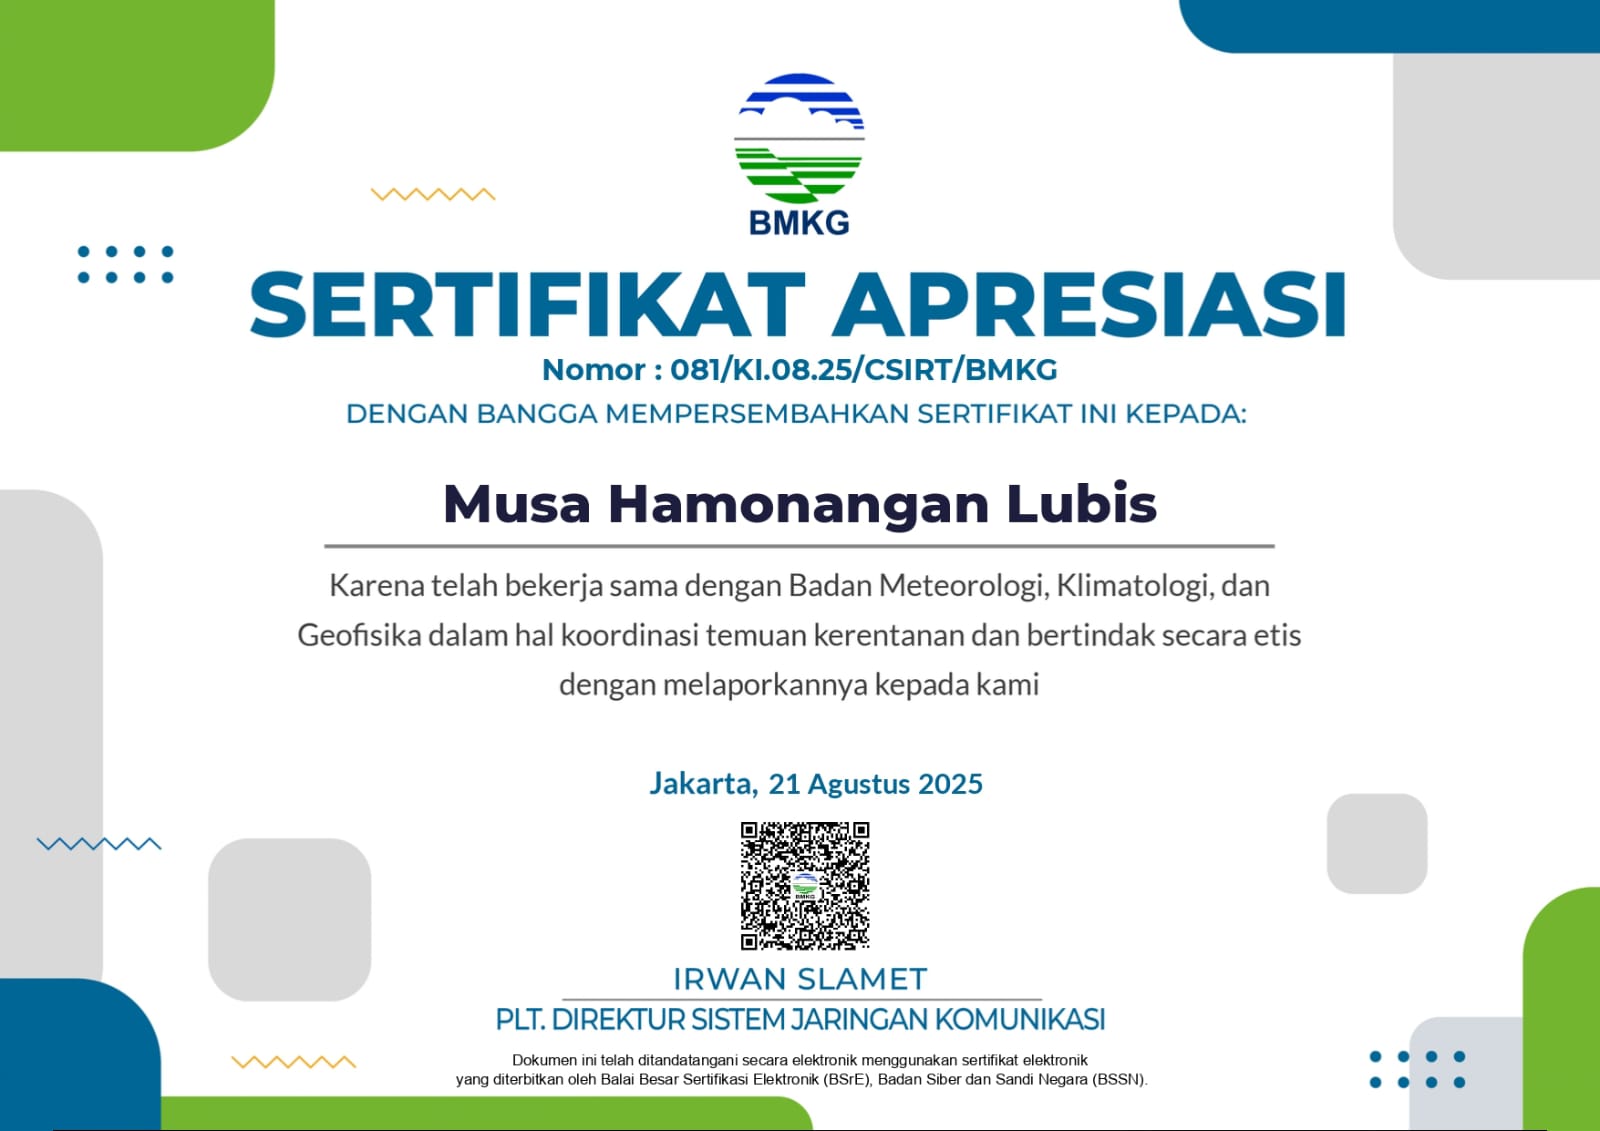 BMKG
SERTIFIKAT APRESIASI
Nomor : 081/KI.08.25/CSIRT/BMKG
DENGAN BANGGA MEMPERSEMBAHKAN SERTIFIKAT INI KEPADA:
Musa Hamonangan Lubis
Karena telah bekerja sama dengan Badan Meteorologi, Klimatologi, dan
Geofisika dalam hal koordinasi temuan kerentanan dan bertindak secara etis
dengan melaporkannya kepada kami
Jakarta, 21 Agustus 2025
BMKG
IRWAN SLAMET
PLT. DIREKTUR SISTEM JARINGAN KOMUNIKASI
Dokumen ini telah ditandatangani secara elektronik menggunakan sertifikat elektronik
yang diterbitkan oleh Balai Besar Sertifikasi Elektronik (BSrE), Badan Siber dan Sandi Negara (BSSN).